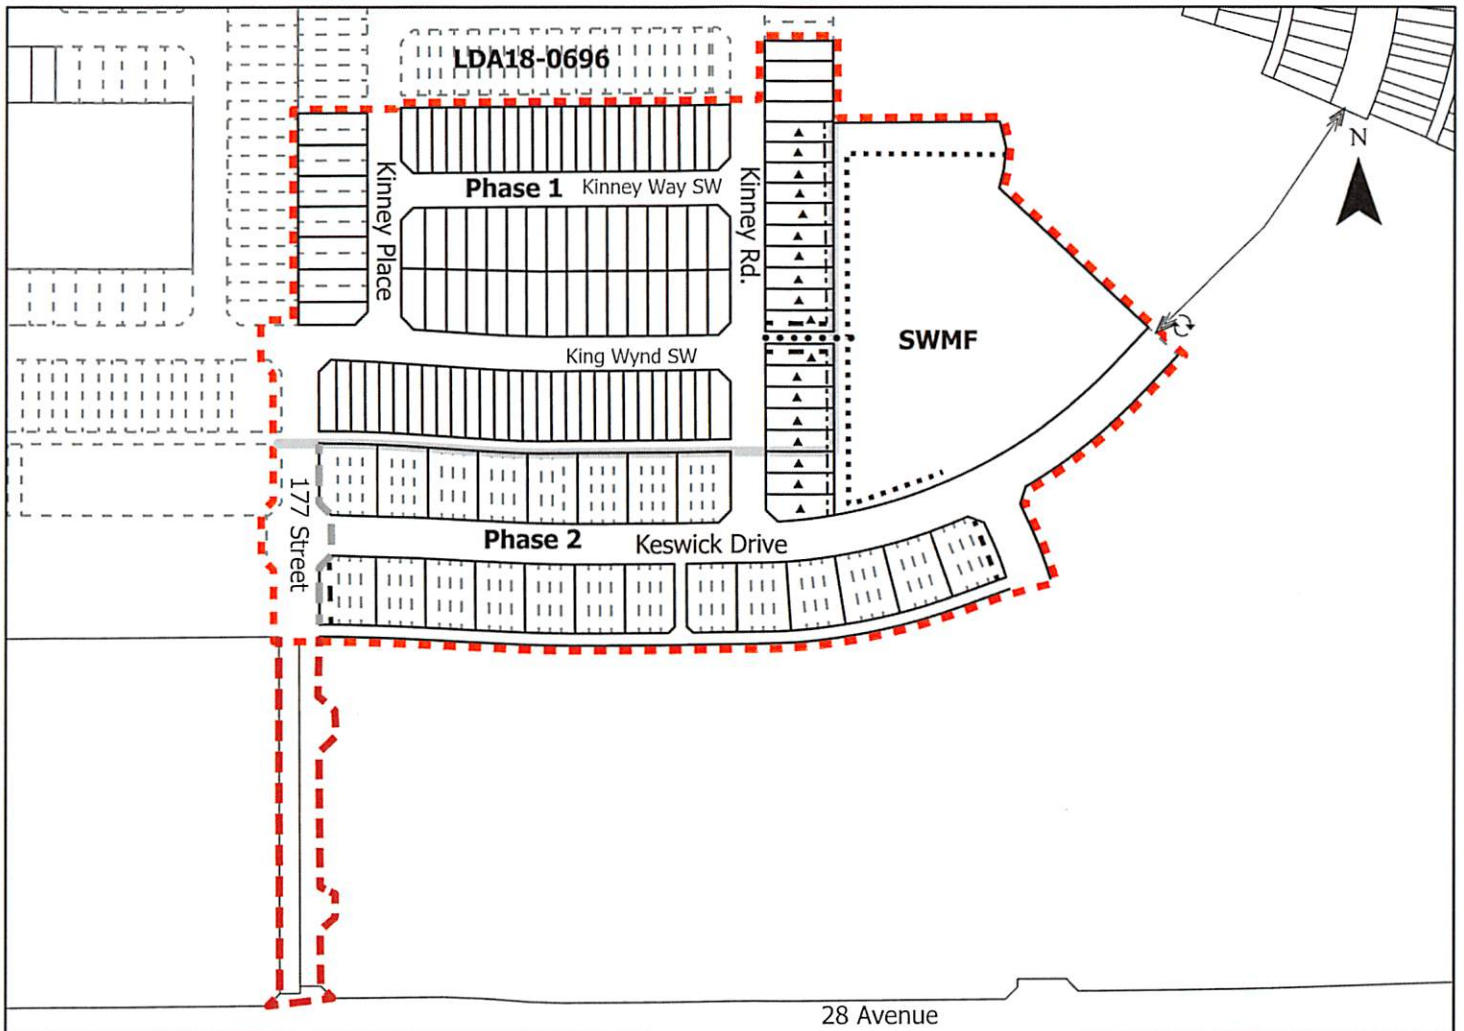 LDA18-0696
N
Kinney Place
Phase 1 Kinney Way SW
Kinney Rd.
SWMF
King Wynd SW
177 Street
Phase 2 Keswick Drive
28 Avenue